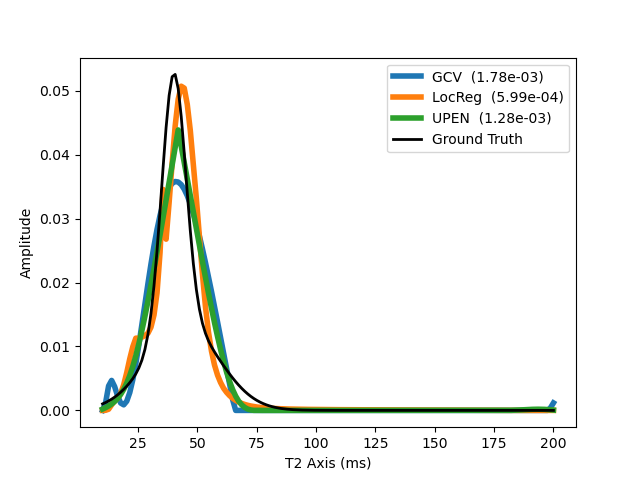 GCV (1.78e-03)
LocReg (5.99e-04)
UPEN (1.28e-03)
Ground Truth
0.05
0.04
0.03
0.02
0.01
0.00
Amplitude
25 50 75 100 125 150 175 200
T2 Axis (ms)